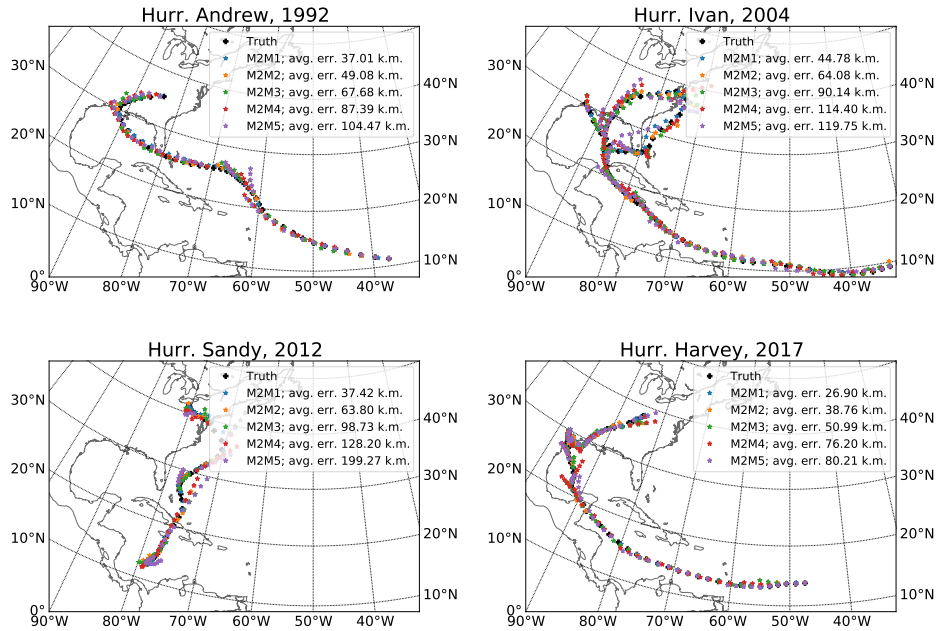 Hurr. Andrew, 1992
Truth
M2M1; avg. err. 37.01 k.m.
M2M2; avg. err. 49.08 k.m.
M2M3; avg. err. 67.68 k.m.
M2M4; avg. err. 87.39 k.m.
M2M5; avg. err. 104.47 k.m.
30°N
20°N
10°N
0°
40°N
30°N
20°N
10°N
90°W 80°W 70°W 60°W 50°W 40°W
Hurr. Ivan, 2004
Truth
M2M1; avg. err. 44.78 k.m.
M2M2; avg. err. 64.08 k.m.
M2M3; avg. err. 90.14 k.m.
M2M4; avg. err. 114.40 k.m.
M2M5; avg. err. 119.75 k.m.
30°N
20°N
10°N
0°
40°N
30°N
20°N
10°N
90°W 80°W 70°W 60°W 50°W 40°W
Hurr. Sandy, 2012
Truth
M2M1; avg. err. 37.42 k.m.
M2M2; avg. err. 63.80 k.m.
M2M3; avg. err. 98.73 k.m.
M2M4; avg. err. 128.20 k.m.
M2M5; avg. err. 199.27 k.m.
30°N
20°N
10°N
0°
40°N
30°N
20°N
10°N
90°W 80°W 70°W 60°W 50°W 40°W
Hurr. Harvey, 2017
Truth
M2M1; avg. err. 26.90 k.m.
M2M2; avg. err. 38.76 k.m.
M2M3; avg. err. 50.99 k.m.
M2M4; avg. err. 76.20 k.m.
M2M5; avg. err. 80.21 k.m.
30°N
20°N
10°N
0°
40°N
30°N
20°N
10°N
90°W 80°W 70°W 60°W 50°W 40°W